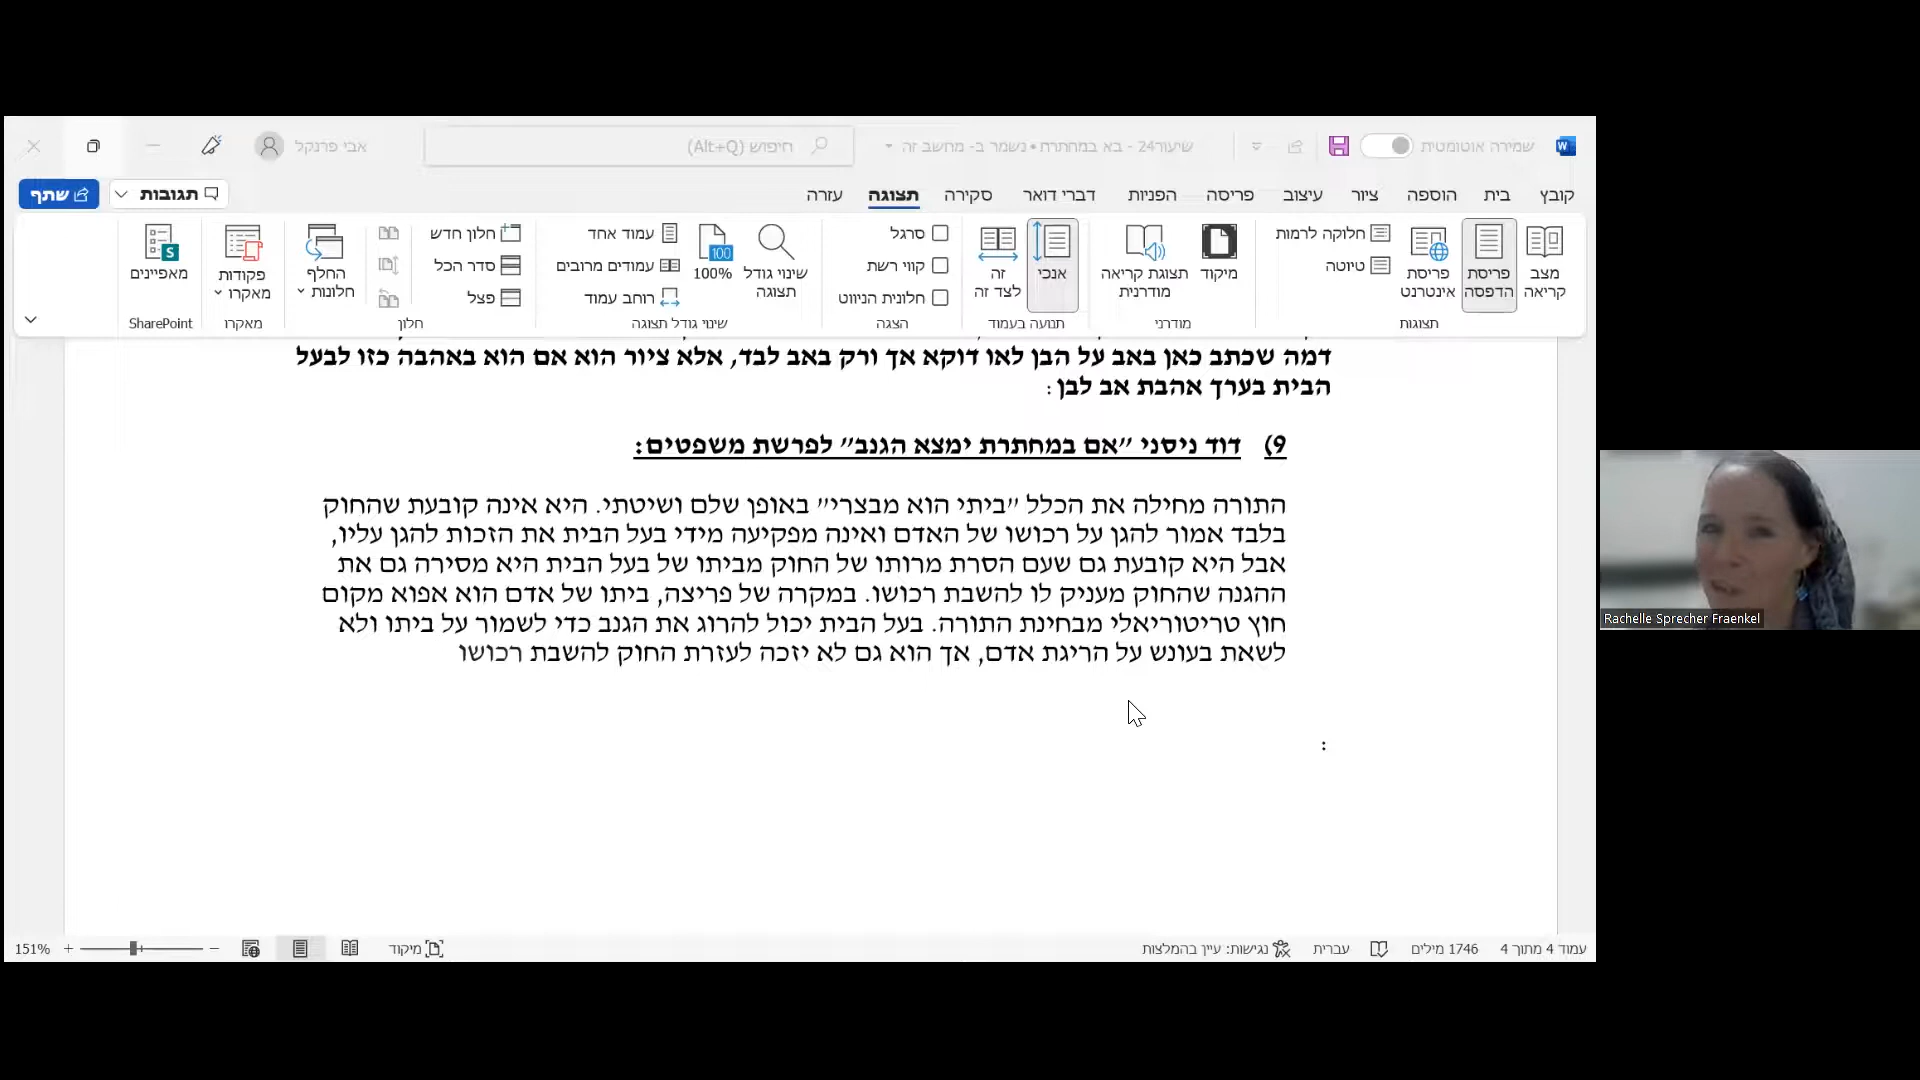 שמירה אוטומטית
שיעור24 - בא במחתרת • נשמר ב- מחשב זה
חיפוש (Alt+Q)
אבי פרנקל
קובץ בית הוספה ציור עיצוב פריסה הפניות דברי דואר סקירה תצוגה עזרה
תגובות
שתף
מצב קריאה
פריסת הדפסה
פריסת אינטרנט
חלוקה לרמות
טיוטה
תצוגות
מיקוד
תצוגת קריאה מודרנית
מודרני
אנכי
זה לצד זה
תנועה בעמוד
סרגל
קווי רשת
חלונית הניווט
הצגה
שינוי גודל תצוגה
100
100%
עמוד אחד
עמודים מרובים
רוחב עמוד
שינוי גודל תצוגה
חלון חדש
סדר הכל
פצל
החלף חלונות
חלון
פקודות מאקרו
מאקרו
מאפיינים
SharePoint
דמה שכתב כאן באב על הבן לאו דוקא אך ורק באב לבד, אלא ציור הוא אם הוא באהבה כזו לבעל
הבית בערך אהבת אב לבן:
9) דוד ניסני "אם במחתרת ימצא הגנב" לפרשת משפטים:
התורה מחילה את הכלל "ביתי הוא מבצרי" באופן שלם ושיטתי. היא אינה קובעת שהחוק
בלבד אמור להגן על רכושו של האדם ואינה מפקיעה מידי בעל הבית את הזכות להגן עליו,
אבל היא קובעת גם שעם הסרת מרותו של החוק מביתו של בעל הבית היא מסירה גם את
ההגנה שהחוק מעניק לו להשבת רכושו. במקרה של פריצה, ביתו של אדם הוא אפוא מקום
חוץ טריטוריאלי מבחינת התורה. בעל הבית יכול להרוג את הגנב כדי לשמור על ביתו ולא
לשאת בעונש על הריגת אדם, אך הוא גם לא יזכה לעזרת החוק להשבת רכושו
:
עמוד 4 מתוך 4
1746 מילים
עברית
נגישות: עיין בהמלצות
מיקוד
151%
Rachelle Sprecher Fraenkel